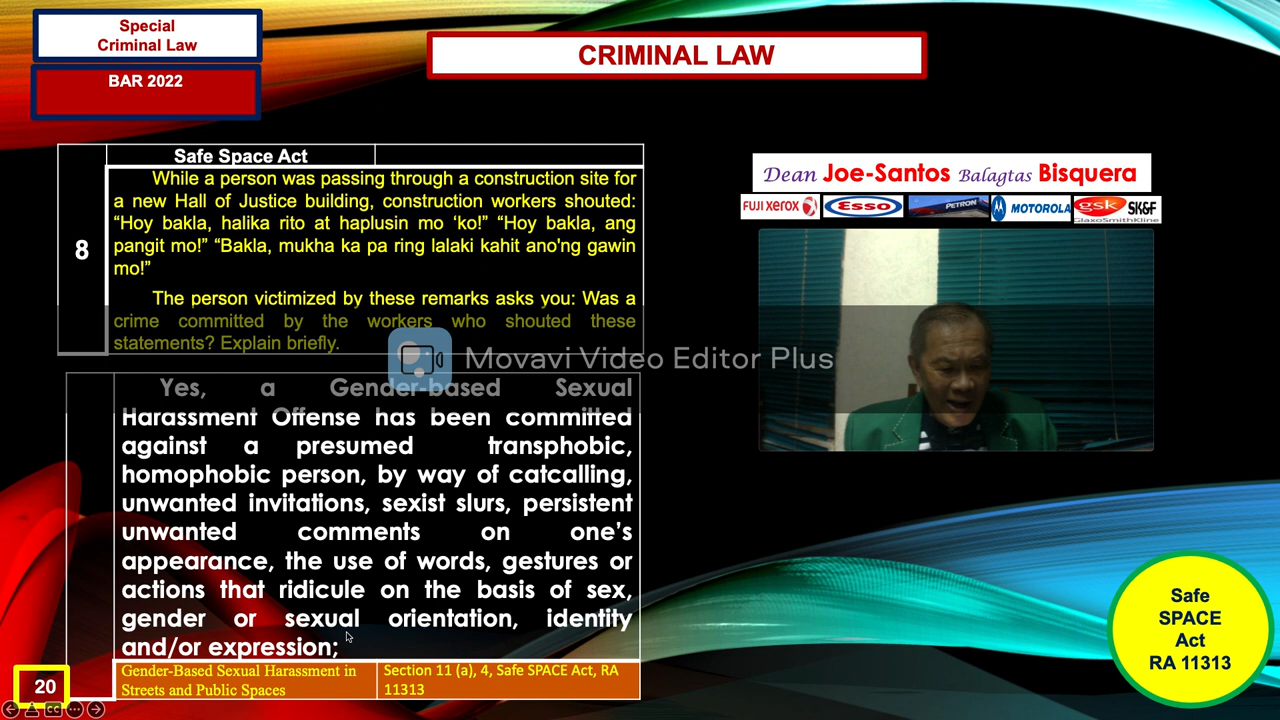 Special
Criminal Law
BAR 2022
CRIMINAL LAW
Safe Space Act
8
While a person was passing through a construction site for
a new Hall of Justice building, construction workers shouted:
“Hoy bakla, halika rito at haplusin mo ‘ko!” “Hoy bakla, ang
pangit mo!” “Bakla, mukha ka pa ring lalaki kahit ano'ng gawin
mo!”
The person victimized by these remarks asks you: Was a
crime committed by the workers who shouted these
statements? Explain briefly.
Movavi Video Editor Plus
Yes, a Gender-based Sexual
Harassment Offense has been committed
against a presumed transphobic,
homophobic person, by way of catcalling,
unwanted invitations, sexist slurs, persistent
unwanted comments on one’s
appearance, the use of words, gestures or
actions that ridicule on the basis of sex,
gender or sexual orientation, identity
and/or expression;
Gender-Based Sexual Harassment in
Streets and Public Spaces
Section 11 (a), 4, Safe SPACE Act, RA
11313
20
CC
Dean Joe-Santos Balagtas Bisquera
FUJI XEROX
Esso
PETRON
MOTOROLA
gsk
GlaxoSmithKline
SK&F
Safe
SPACE
Act
RA 11313